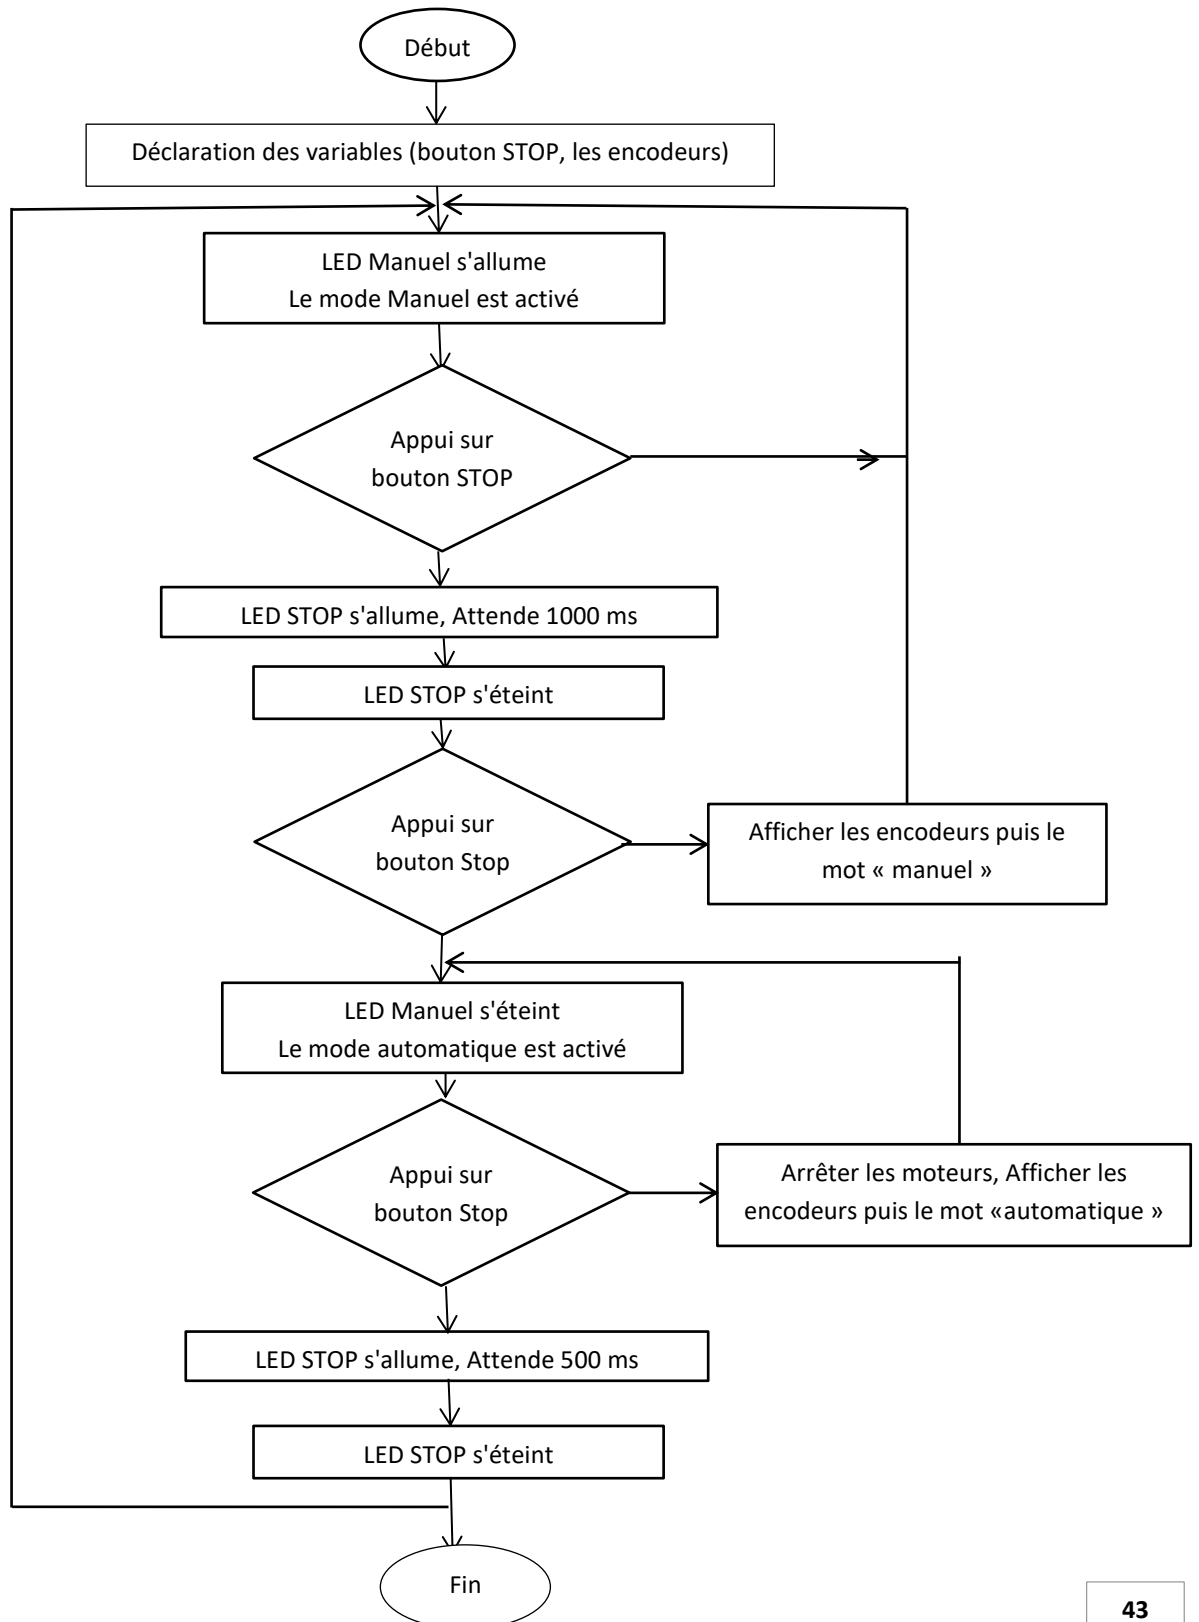 Début
Déclaration des variables (bouton STOP, les encodeurs)
LED Manuel s'allume
Le mode Manuel est activé
Appui sur
bouton STOP
LED STOP s'allume, Attende 1000 ms
LED STOP s'éteint
Appui sur
bouton Stop
Afficher les encodeurs puis le
mot « manuel »
LED Manuel s'éteint
Le mode automatique est activé
Appui sur
bouton Stop
Arrêter les moteurs, Afficher les
encodeurs puis le mot «automatique »
LED STOP s'allume, Attende 500 ms
LED STOP s'éteint
Fin
43